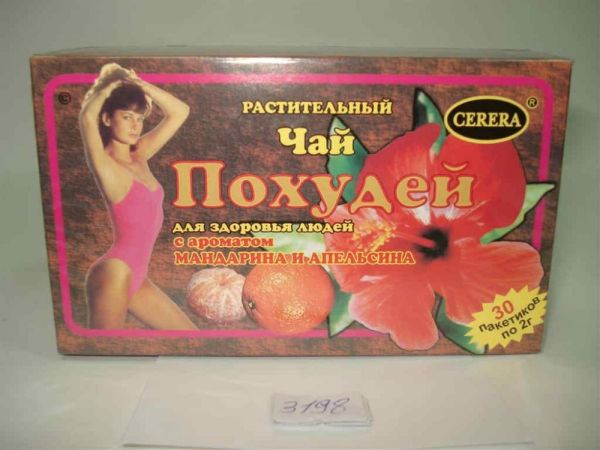 ©
РАСТИТЕЛЬНЫЙ
CERERA ®
Чай
Похудей
для здоровья людей
с ароматом
МАНДАРИНА И АПЕЛЬСИНА
30
пакетиков
по 2г
3198